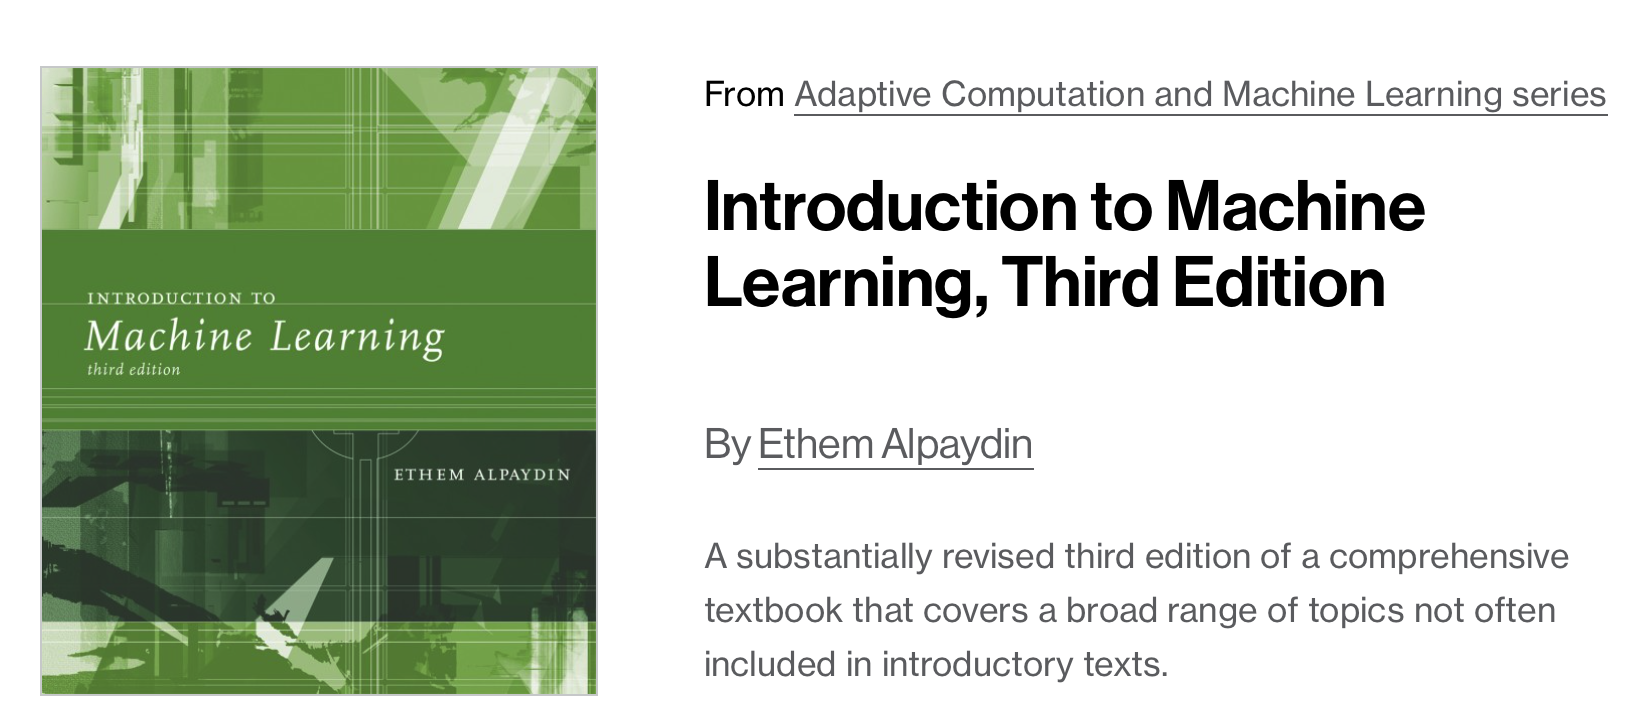 INTRODUCTION TO
Machine Learning
third edition
ETHEM ALPAYDIN
From Adaptive Computation and Machine Learning series
Introduction to Machine
Learning, Third Edition
By Ethem Alpaydin
A substantially revised third edition of a comprehensive
textbook that covers a broad range of topics not often
included in introductory texts.